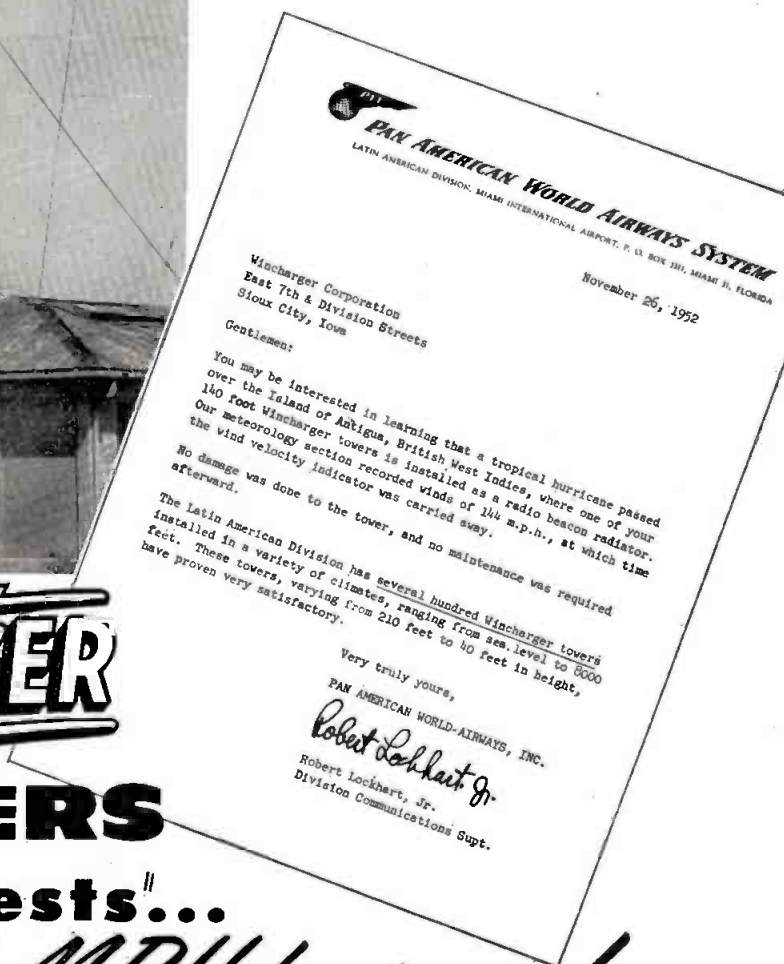 PAA
PAN AMERICAN WORLD AIRWAYS SYSTEM
LATIN AMERICAN DIVISION, MIAMI INTERNATIONAL AIRPORT, P. O. BOX MIAMI FLORIDA
November 26, 1952
Wincharger Corporation
East 7th & Division Streets
Sioux City, Iowa
Gentlemen:
You may be interested in learning that a tropical hurricane passed
over the Island of Antigua, British West Indies, where one of your
140 foot Wincharger towers is installed as a radio beacon radiator.
Our meteorology section recorded winds of 144 m.p.h., at which time
the wind velocity indicator was carried away.
No damage was done to the tower, and no maintenance was required
afterward.
The Latin American Division has several hundred Wincharger towers
installed in a variety of climates, ranging from sea level to 8000
feet. These towers, varying from 210 feet to 40 feet in height,
have proven very satisfactory.
Very truly yours,
PAN AMERICAN WORLD-AIRWAYS, INC.
Robert Lockhart, Jr.
Robert Lockhart, Jr.
Division Communications Supt.
ER
ERS
ests"...
MPH